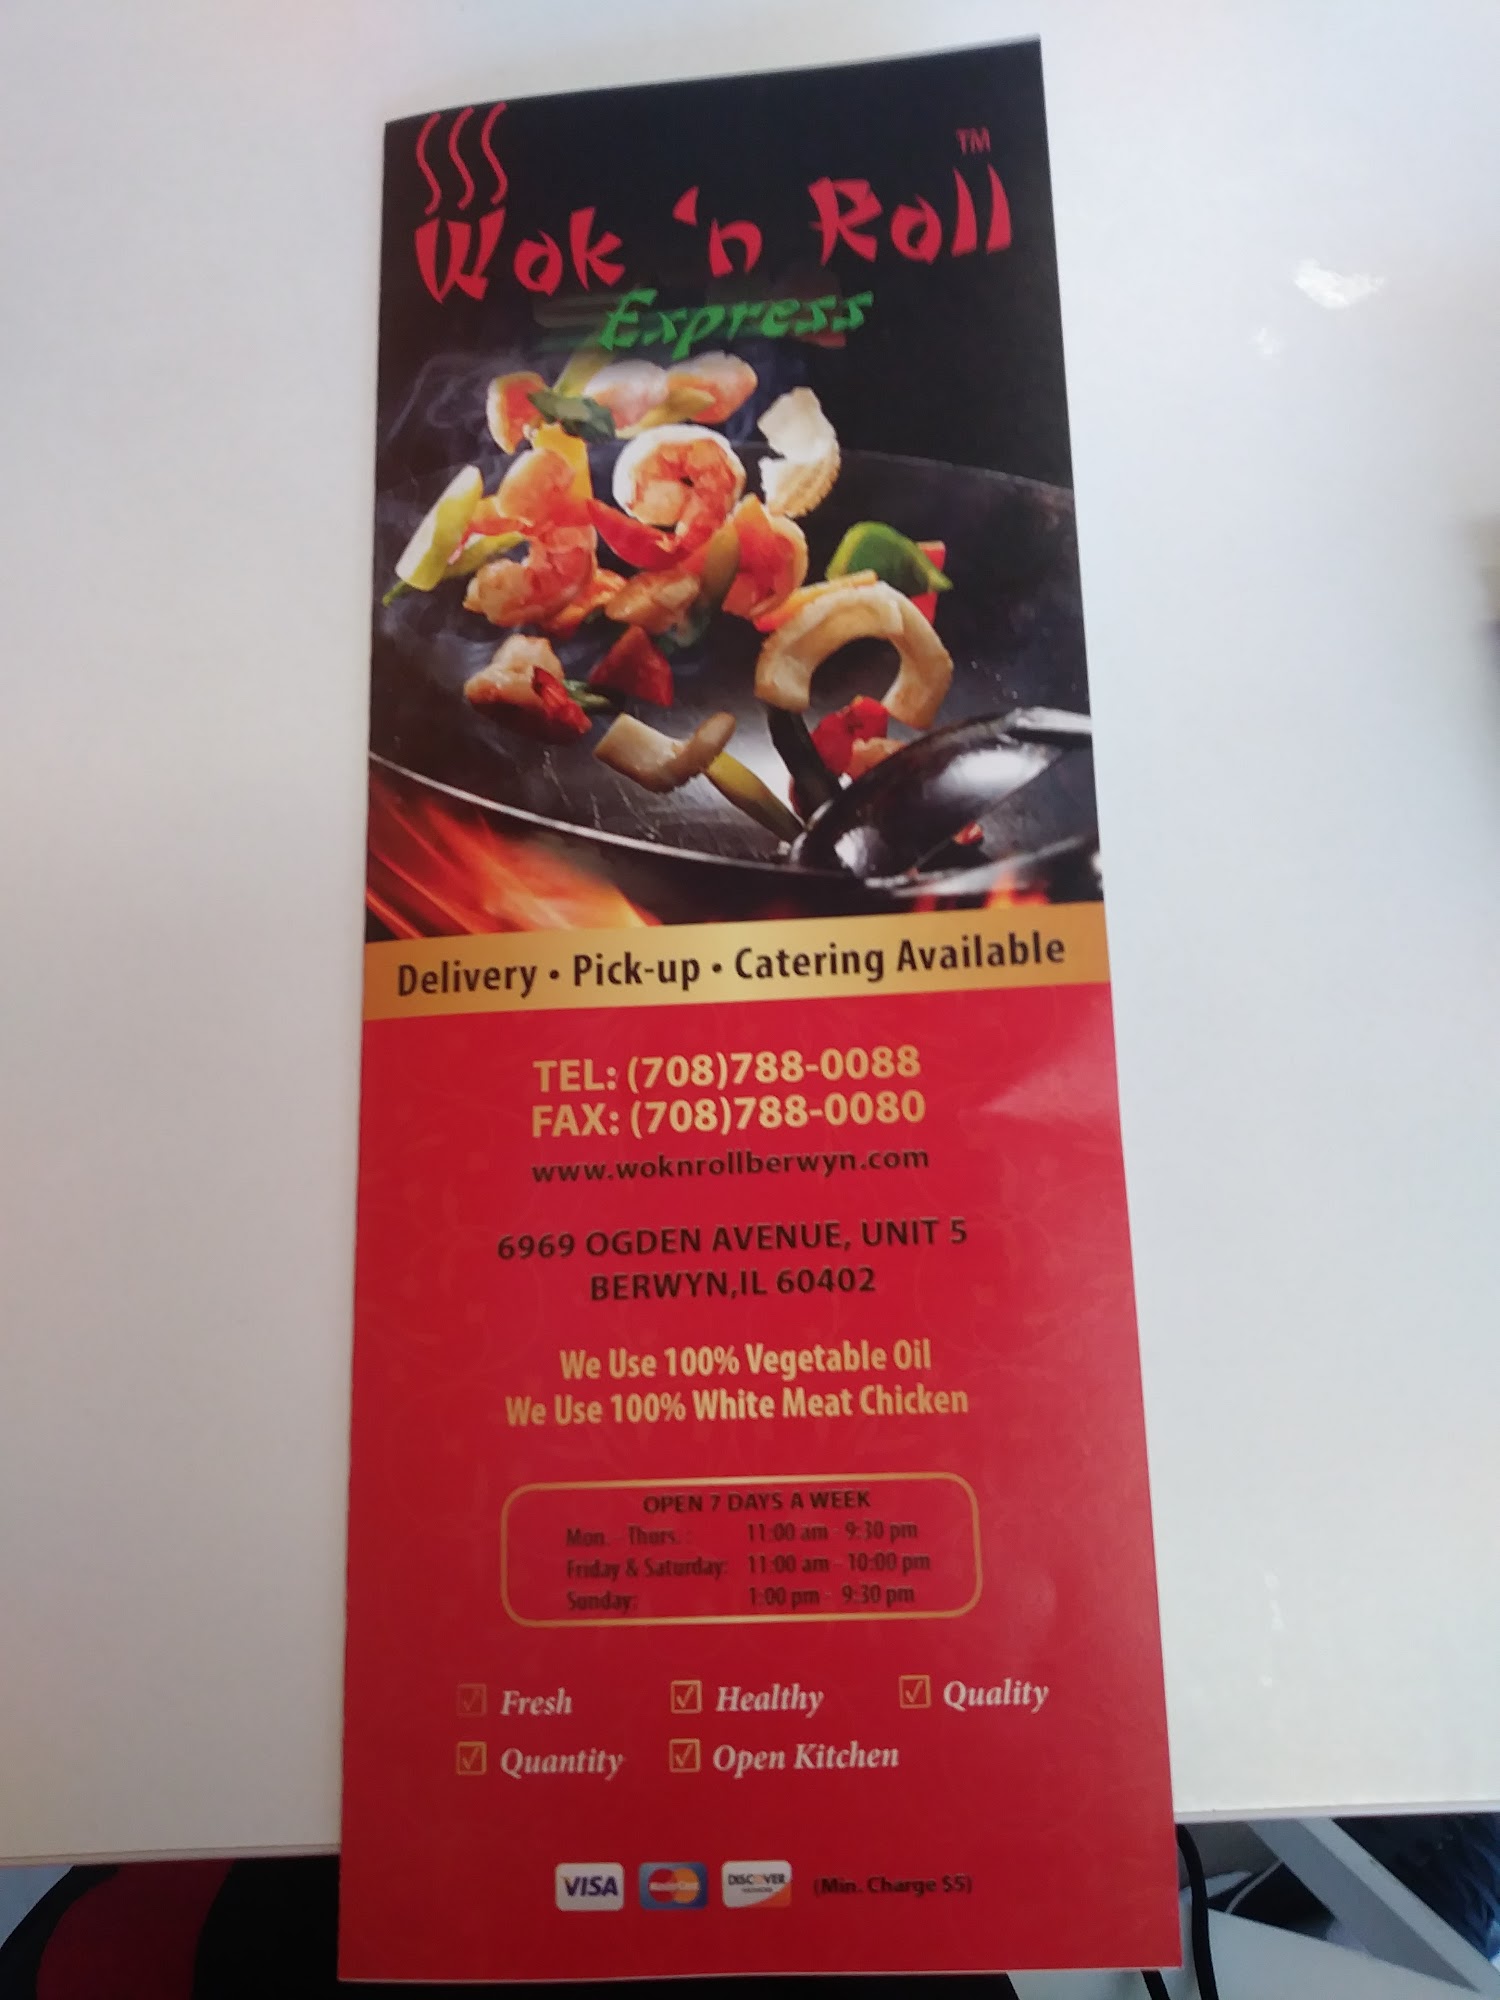 TM
Wok 'n Roll
Express
Delivery • Pick-up • Catering Available
TEL: (708)788-0088
FAX: (708)788-0080
www.woknrollberwyn.com
6969 OGDEN AVENUE, UNIT 5
BERWYN,IL 60402
We Use 100% Vegetable Oil
We Use 100% White Meat Chicken
OPEN 7 DAYS A WEEK
Mon. - Thurs.: 11:00 am - 9:30 pm
Friday & Saturday: 11:00 am - 10:00 pm
Sunday: 1:00 pm - 9:30 pm
Fresh Healthy Quality
Quantity Open Kitchen
VISA MasterCard DISCOVER (Min. Charge $5)